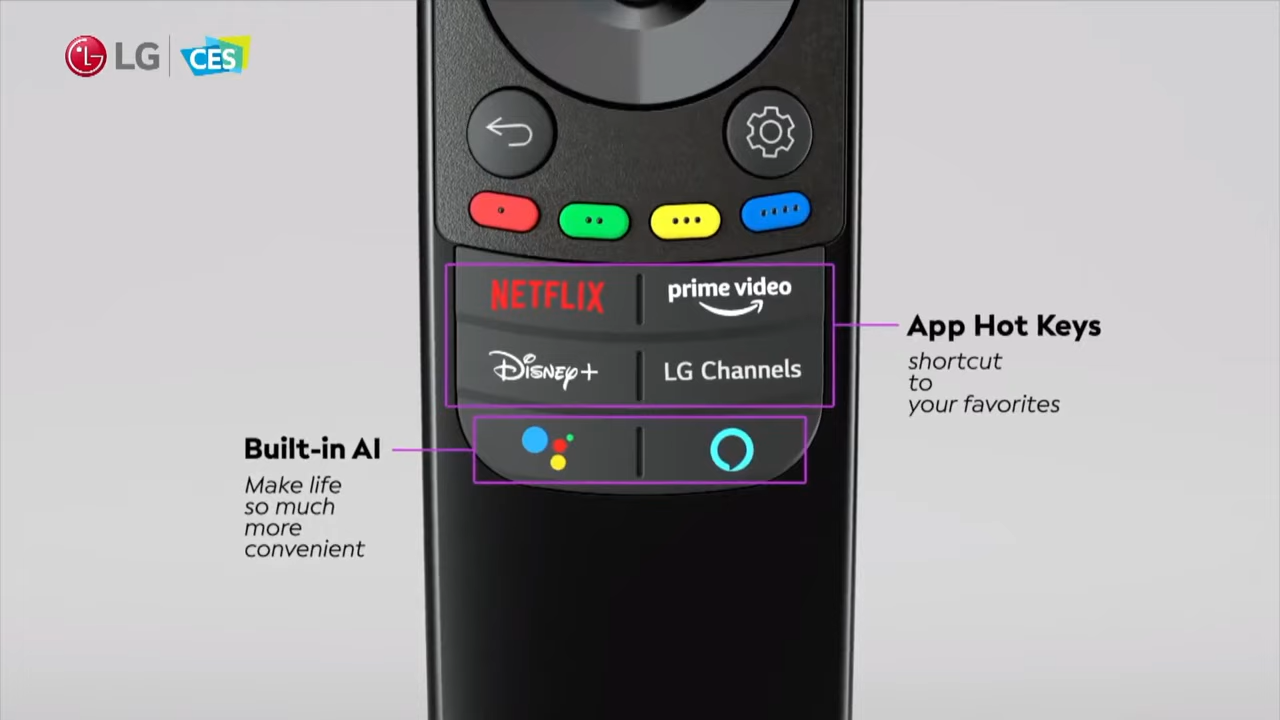 LG
CES
NETFLIX
prime video
Disney+
LG Channels
App Hot Keys
shortcut
to
your favorites
Built-in AI
Make life
so much
more
convenient